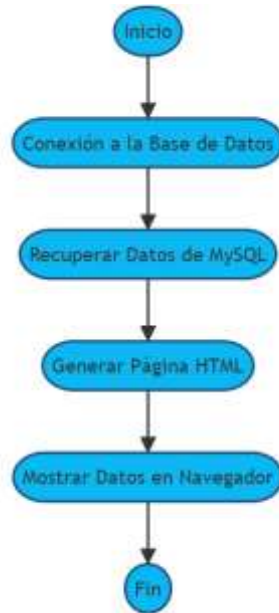 Inicio
Conexión a la Base de Datos
Recuperar Datos de MySQL
Generar Página HTML
Mostrar Datos en Navegador
Fin